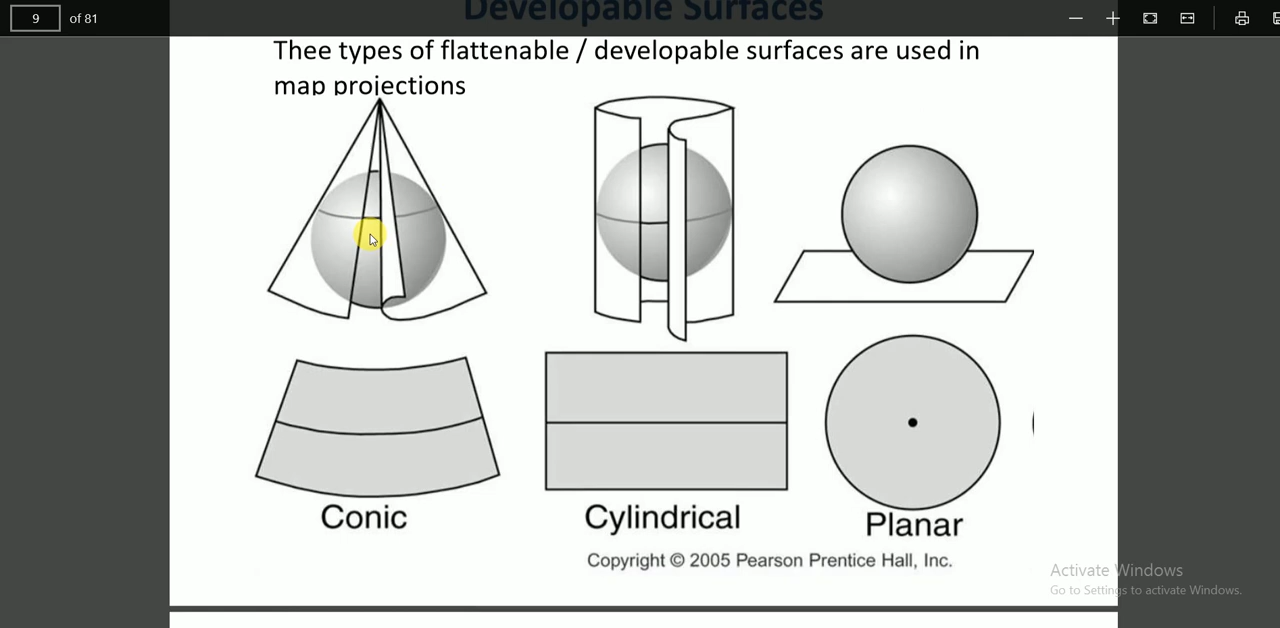 9 of 81
Developable Surfaces
Thee types of flattenable / developable surfaces are used in
map projections
Conic
Cylindrical
Planar
Copyright © 2005 Pearson Prentice Hall, Inc.
Activate Windows
Go to Settings to activate Windows.